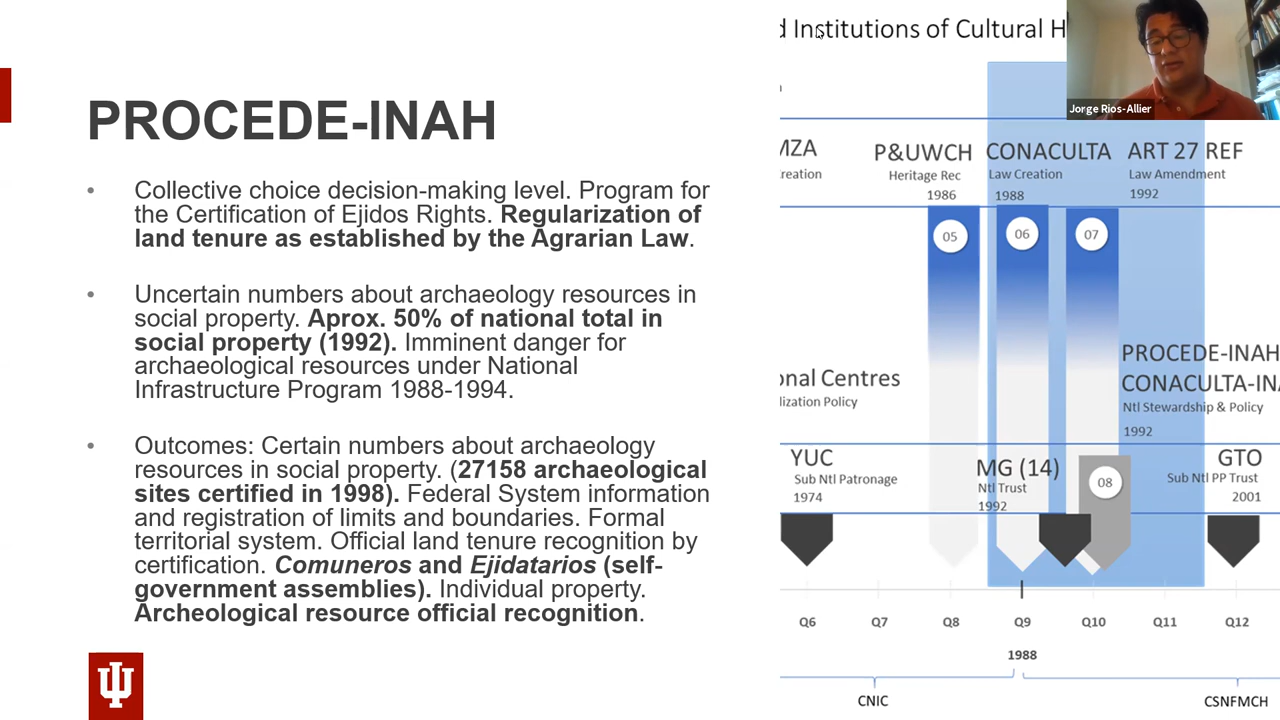 PROCEDE-INAH
• Collective choice decision-making level. Program for
the Certification of Ejidos Rights. Regularization of
land tenure as established by the Agrarian Law.
• Uncertain numbers about archaeology resources in
social property. Aprox. 50% of national total in
social property (1992). Imminent danger for
archaeological resources under National
Infrastructure Program 1988-1994.
• Outcomes: Certain numbers about archaeology
resources in social property. (27158 archaeological
sites certified in 1998). Federal System information
and registration of limits and boundaries. Formal
territorial system. Official land tenure recognition by
certification. Comuneros and Ejidatarios (self-
government assemblies). Individual property.
Archeological resource official recognition.
d Institutions of Cultural H
Jorge Rios-Allier
MZA
reation
P&UWCH
Heritage Rec
1986
CONACULTA
Law Creation
1988
ART 27 REF
Law Amendment
1992
05
06
07
onal Centres
lization Policy
PROCEDE-INAH
CONACULTA-INA
Ntl Stewardship & Policy
1992
YUC
Sub Ntl Patronage
1974
MG (14)
Ntl Trust
1992
08
GTO
Sub Ntl PP Trust
2001
Q6 Q7 Q8 Q9 Q10 Q11 Q12
1988
CNIC
CSNFMCH